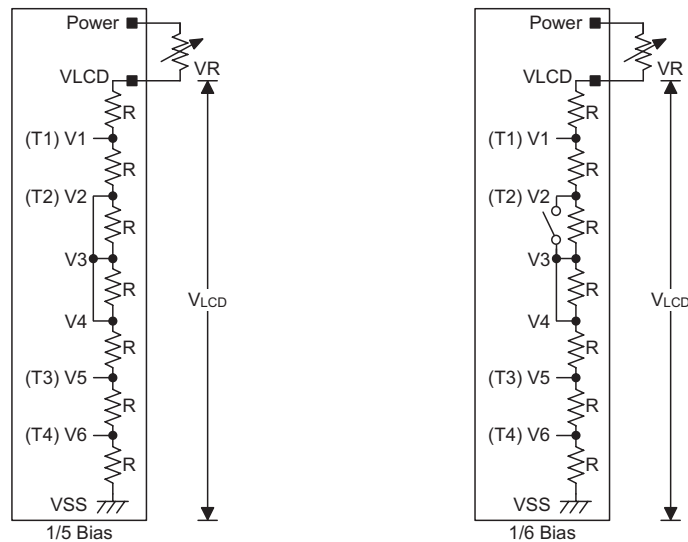 Power
VR
VLCD
R
(T1) V1
R
(T2) V2
R
V3
R
VLCD
V4
R
(T3) V5
R
(T4) V6
R
VSS
1/5 Bias
Power
VR
VLCD
R
(T1) V1
R
(T2) V2
R
V3
R
VLCD
V4
R
(T3) V5
R
(T4) V6
R
VSS
1/6 Bias